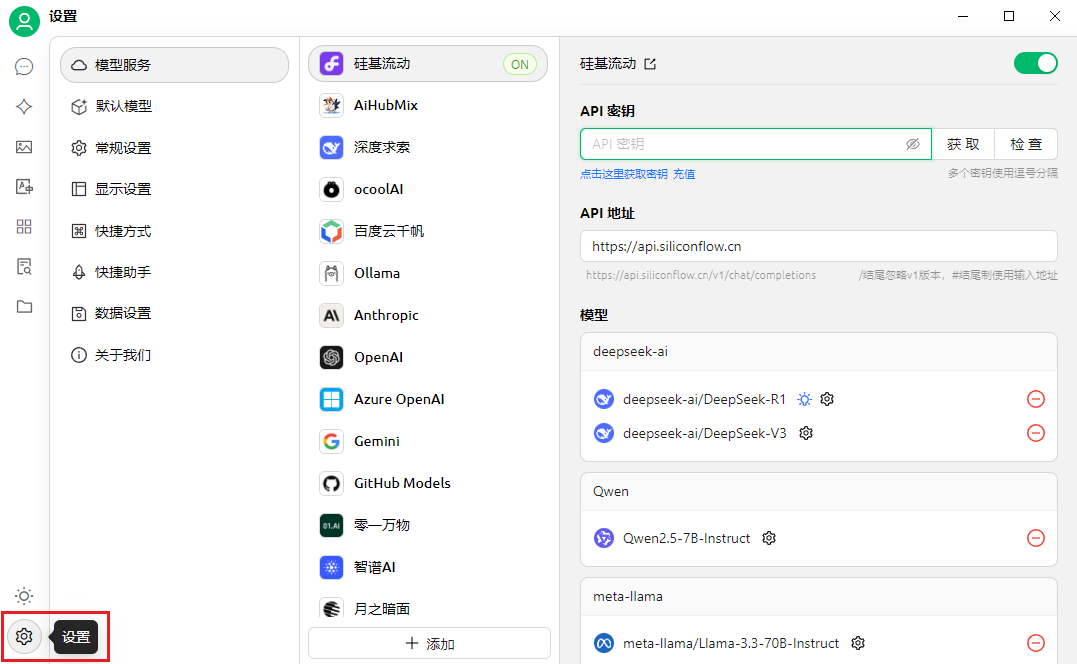 设置
模型服务
默认模型
常规设置
显示设置
快捷方式
快捷助手
数据设置
关于我们
设置
硅基流动 ON
AiHubMix
深度求索
ocoolAI
百度云千帆
Ollama
Anthropic
OpenAI
Azure OpenAI
Gemini
GitHub Models
01.AI 零一万物
智谱AI
月之暗面
添加
硅基流动
API 密钥
API 密钥 获取 检查
点击这里获取密钥 充值 多个密钥使用逗号分隔
API 地址
https://api.siliconflow.cn
https://api.siliconflow.cn/v1/chat/completions /结尾忽略v1版本，#结尾制使用输入地址
模型
deepseek-ai
deepseek-ai/DeepSeek-R1
deepseek-ai/DeepSeek-V3
Qwen
Qwen2.5-7B-Instruct
meta-llama
meta-llama/Llama-3.3-70B-Instruct